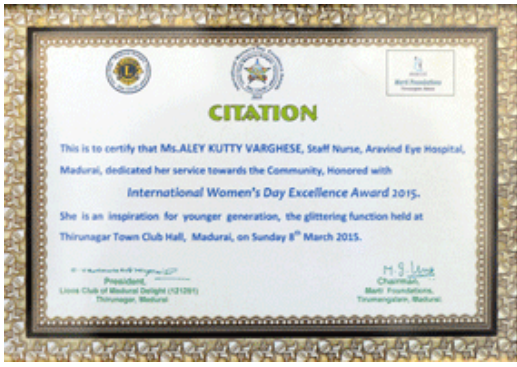 CITATION
This is to certify that Ms.ALEY KUTTY VARGHESE, Staff Nurse, Aravind Eye Hospital,
Madurai, dedicated her service towards the Community, Honored with
International Women's Day Excellence Award 2015.
She is an inspiration for younger generation, the glittering function held at
Thirunagar Town Club Hall, Madurai, on Sunday 8th March 2015.
President,
Lions Club of Madurai Delight (121261)
Thirunagar, Madurai
Chairman,
Marti Foundations,
Tirumangalam, Madurai.